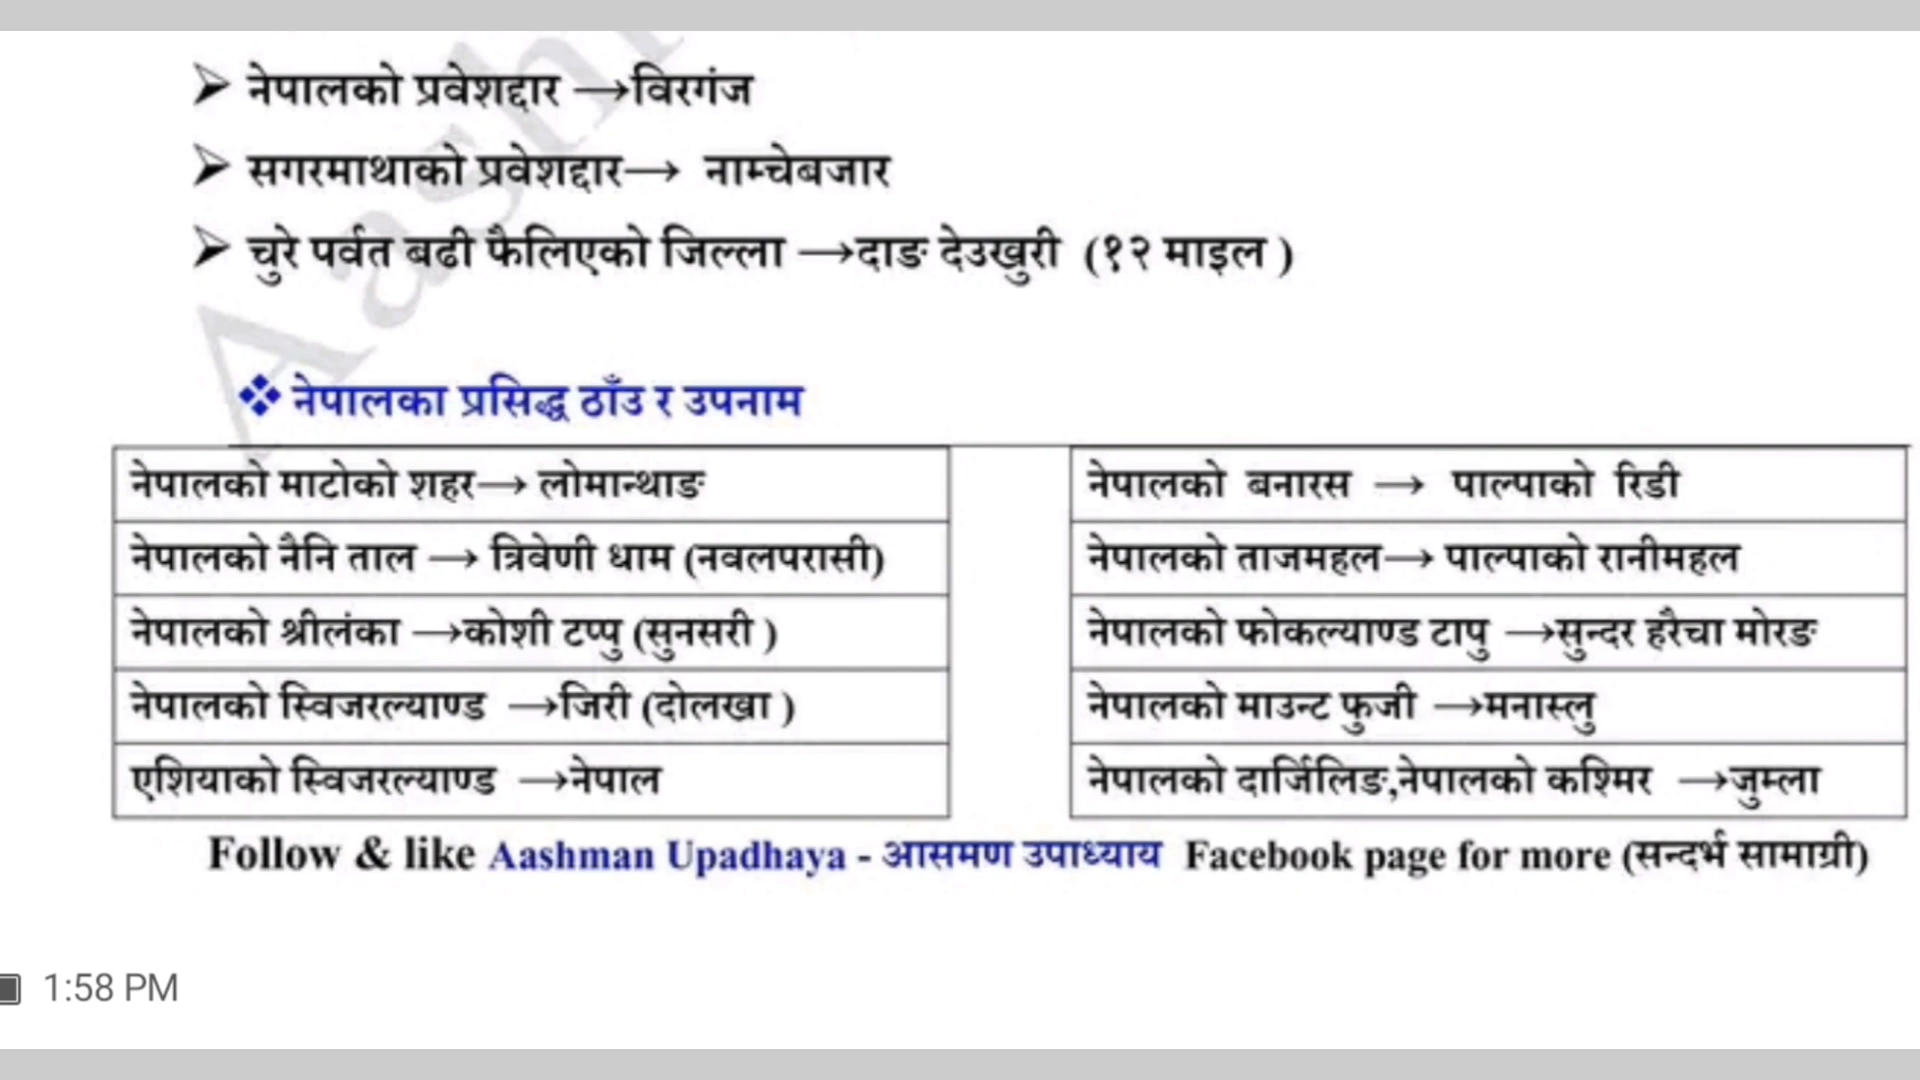 ➢ नेपालको प्रवेशद्दार →विरगंज
➢ सगरमाथाको प्रवेशद्दार→ नाम्चेबजार
➢ चुरे पर्वत बढी फैलिएको जिल्ला →दाङ देउखुरी (१२ माइल )
❖ नेपालका प्रसिद्ध ठाँउ र उपनाम
नेपालको माटोको शहर→ लोमान्थाङ
नेपालको नैनि ताल → त्रिवेणी धाम (नवलपरासी)
नेपालको श्रीलंका →कोशी टप्पु (सुनसरी )
नेपालको स्विजरल्याण्ड →जिरी (दोलखा )
एशियाको स्विजरल्याण्ड →नेपाल
नेपालको बनारस → पाल्पाको रिडी
नेपालको ताजमहल→ पाल्पाको रानीमहल
नेपालको फोकल्याण्ड टापु →सुन्दर हरैचा मोरङ
नेपालको माउन्ट फुजी →मनास्लु
नेपालको दार्जिलिङ,नेपालको कश्मिर →जुम्ला
Follow & like Aashman Upadhaya - आसमण उपाध्याय Facebook page for more (सन्दर्भ सामाग्री)
1:58 PM